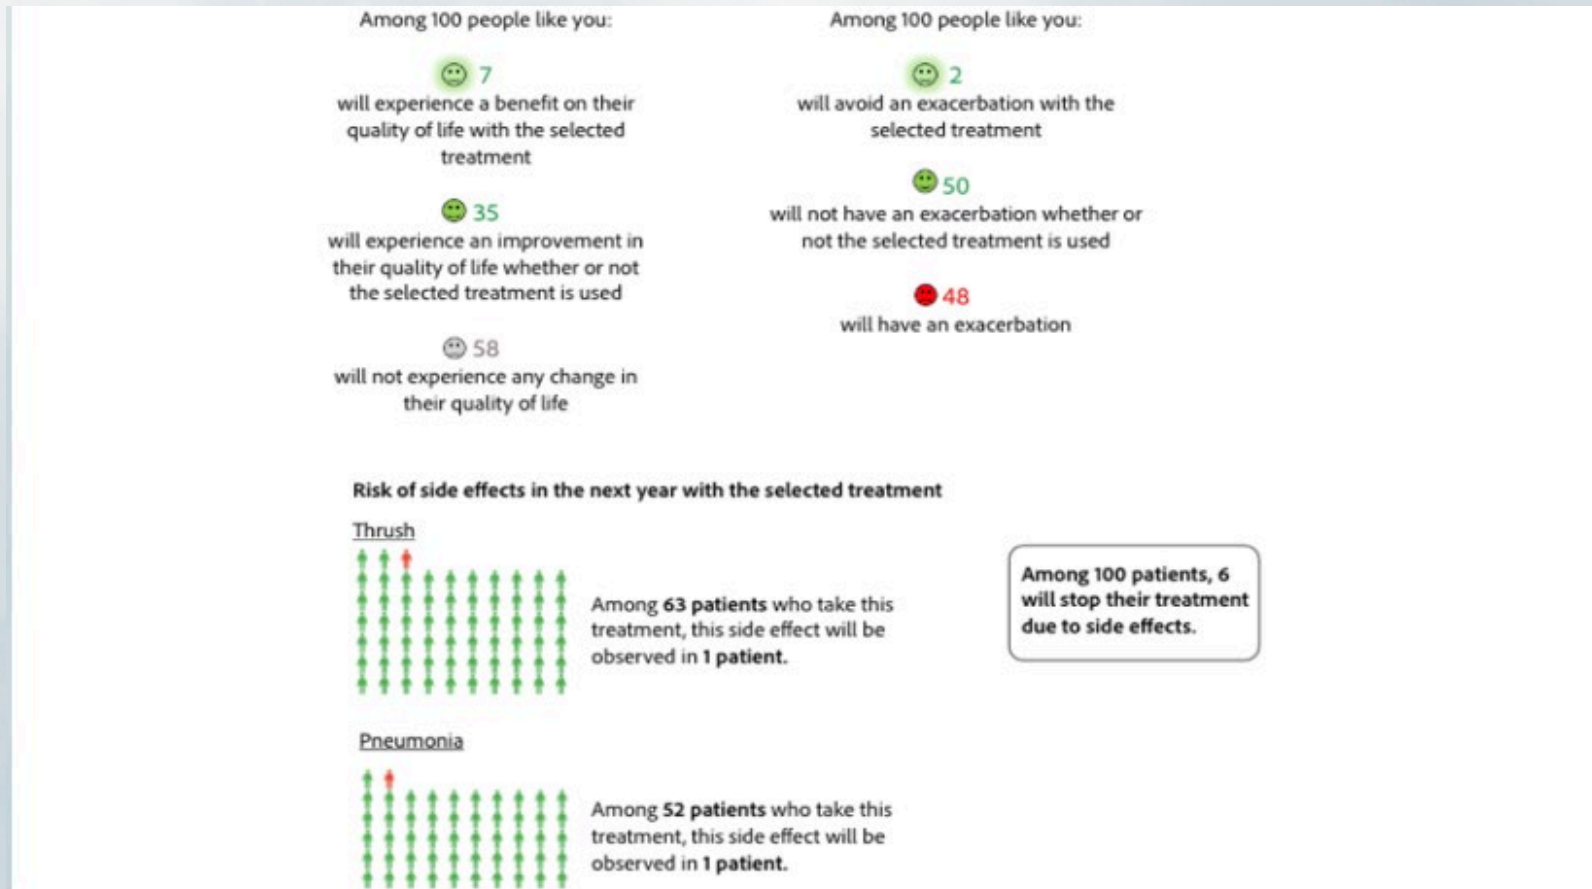 Among 100 people like you:
7
will experience a benefit on their
quality of life with the selected
treatment
35
will experience an improvement in
their quality of life whether or not
the selected treatment is used
58
will not experience any change in
their quality of life
Among 100 people like you:
2
will avoid an exacerbation with the
selected treatment
50
will not have an exacerbation whether or
not the selected treatment is used
48
will have an exacerbation
Risk of side effects in the next year with the selected treatment
Thrush
Among 63 patients who take this
treatment, this side effect will be
observed in 1 patient.
Among 100 patients, 6
will stop their treatment
due to side effects.
Pneumonia
Among 52 patients who take this
treatment, this side effect will be
observed in 1 patient.